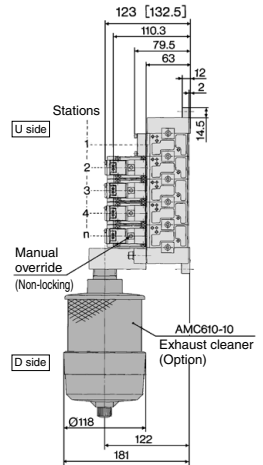 123 [132.5]
110.3
79.5
63
12
2
14.5
Stations
U side
1
2
3
4
n
Manual
override
(Non-locking)
AMC610-10
Exhaust cleaner
(Option)
D side
Ø118
122
181